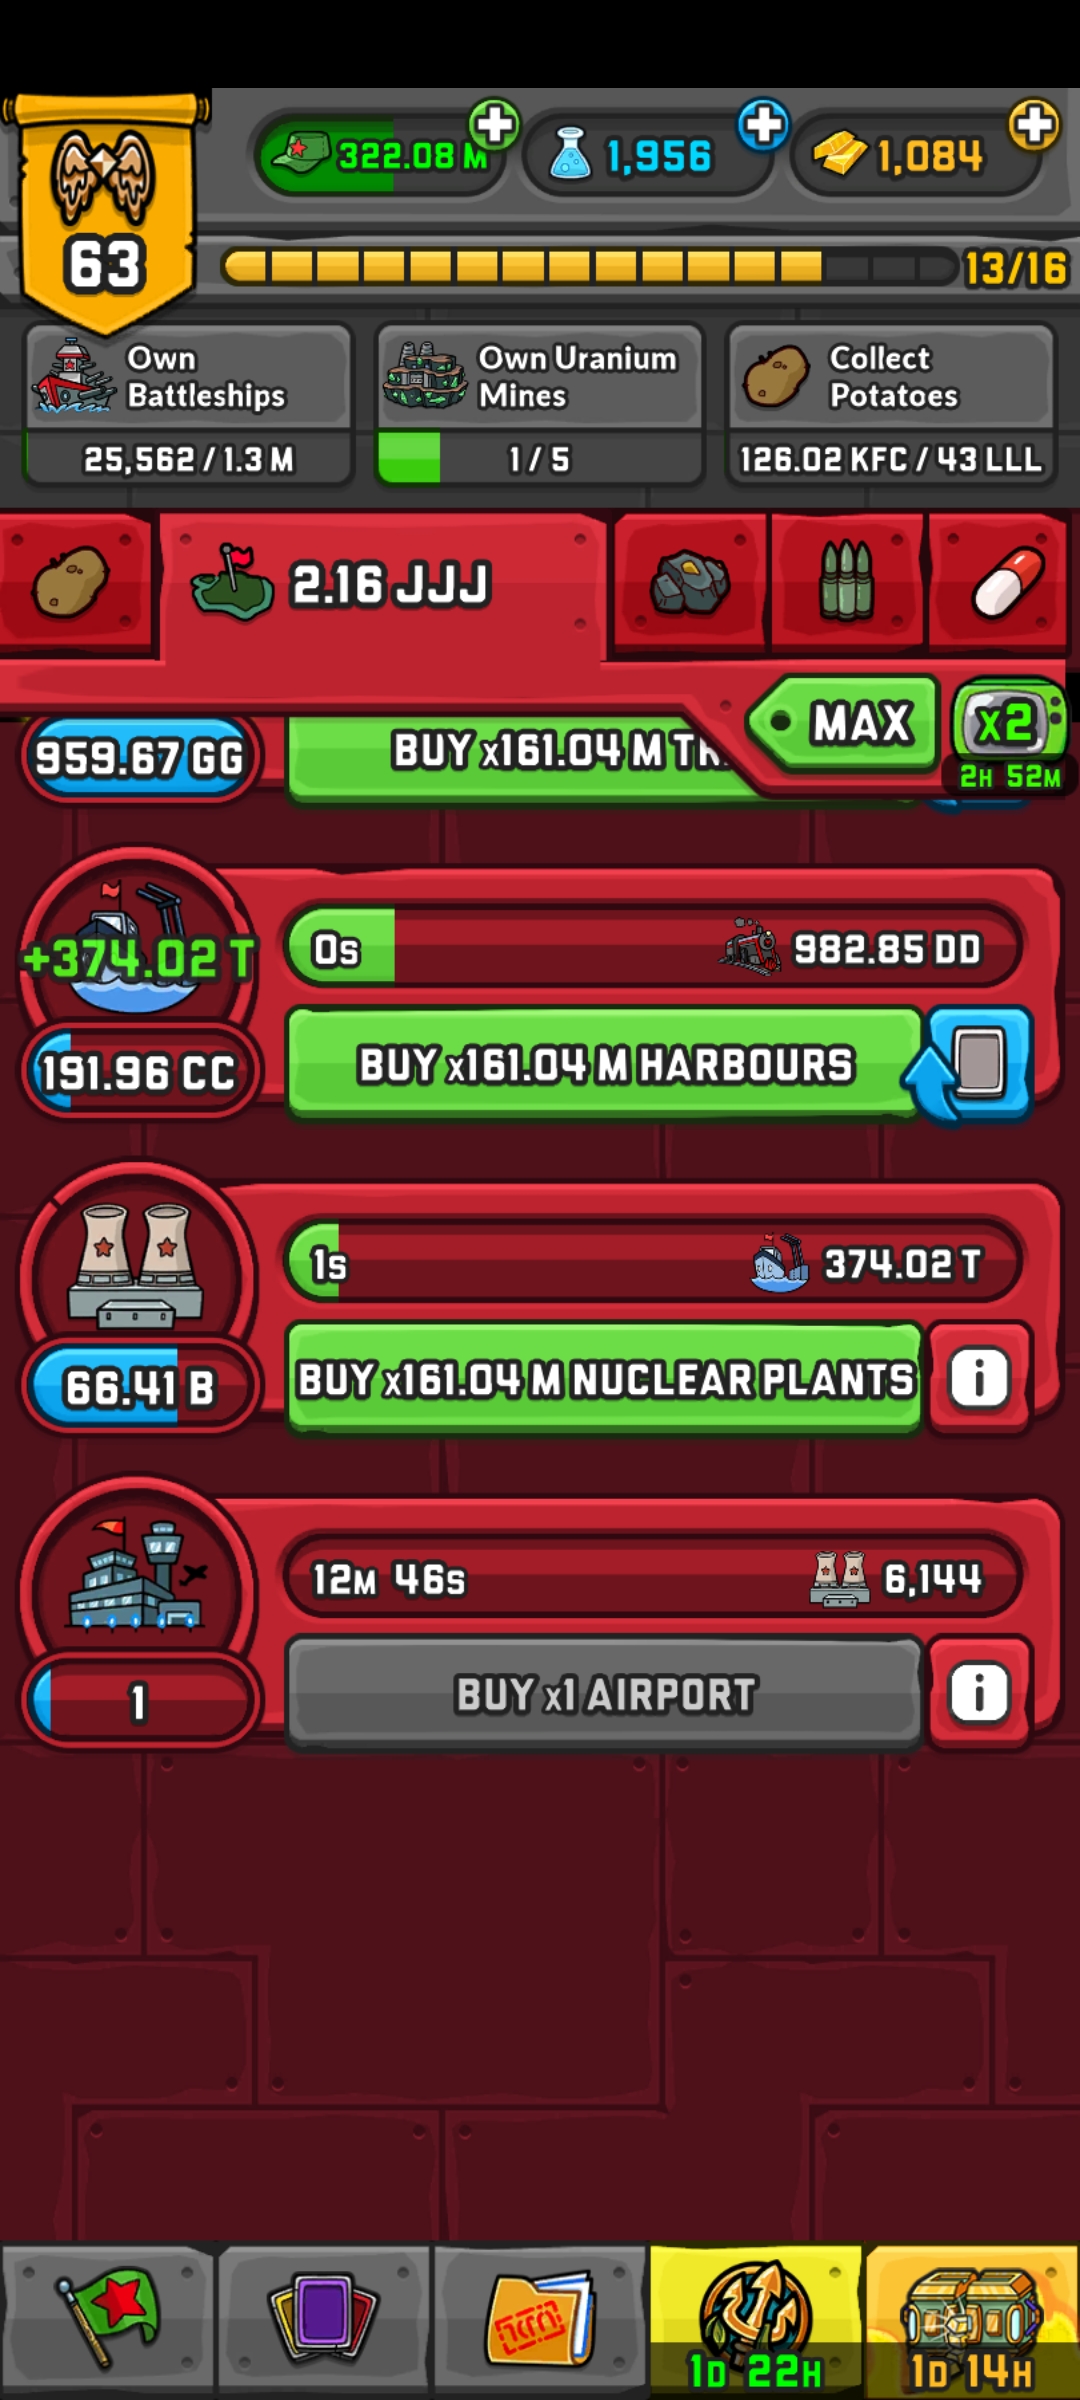 322.08 M
1,956
1,084
63
13/16
Own
Battleships
25,562 / 1.3 M
Own Uranium
Mines
1 / 5
Collect
Potatoes
126.02 KFC / 43 LLL
2.16 JJJ
MAX
x2
2H 52M
959.67 GG
BUY x161.04 M
+374.02 T
0s
982.85 DD
191.96 CC
BUY x161.04 M HARBOURS
1s
374.02 T
66.41 B
BUY x161.04 M NUCLEAR PLANTS
i
12M 46s
6,144
1
BUY x1 AIRPORT
i
1D 22H
1D 14H